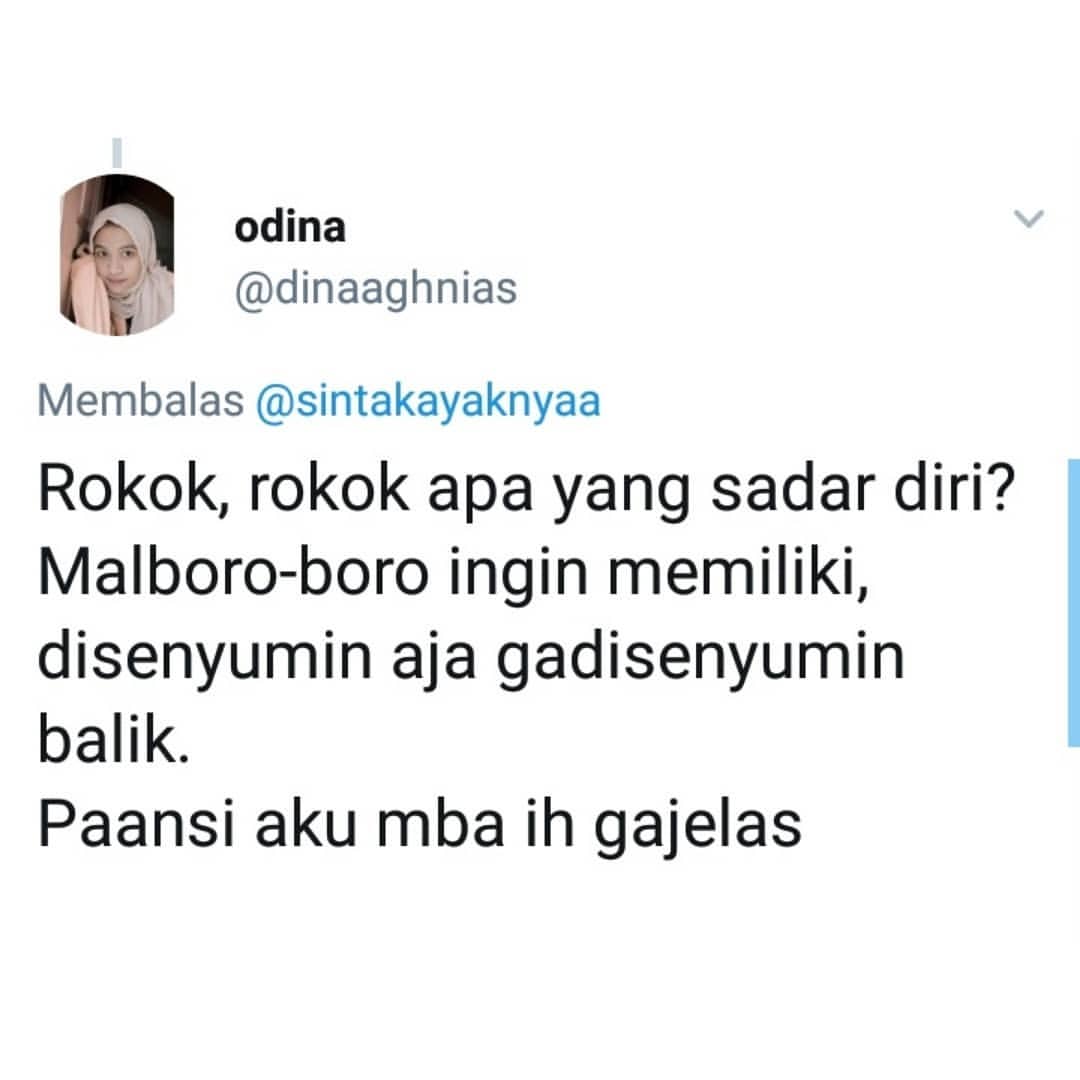 odina
@dinaaghnias
Membalas @sintakayaknyaa
Rokok, rokok apa yang sadar diri?
Malboro-boro ingin memiliki,
disenyumin aja gadisenyumin
balik.
Paansi aku mba ih gajelas